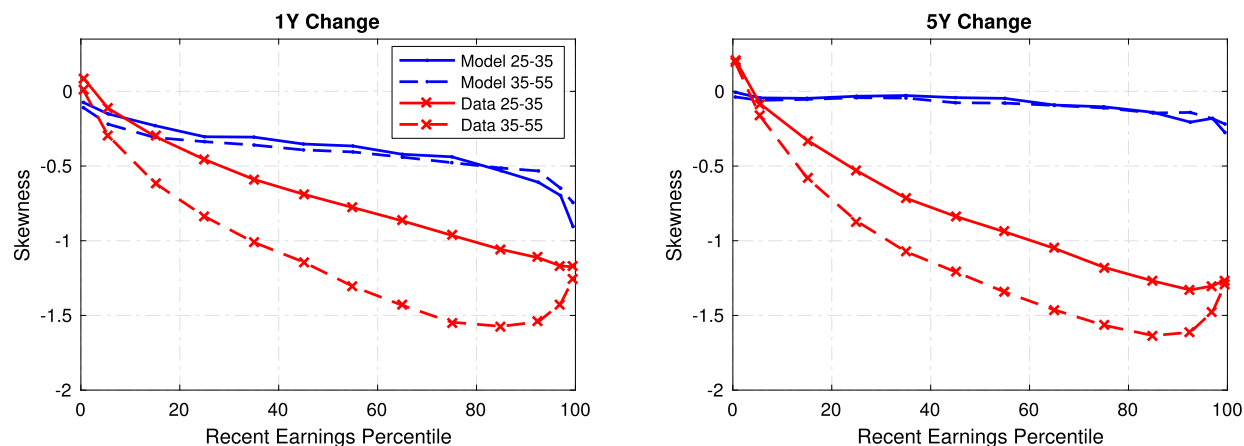 1Y Change
0
-0.5
-1
-1.5
-2
Skewness
0 20 40 60 80 100
Recent Earnings Percentile
Model 25-35
Model 35-55
Data 25-35
Data 35-55
5Y Change
0
-0.5
-1
-1.5
-2
Skewness
0 20 40 60 80 100
Recent Earnings Percentile